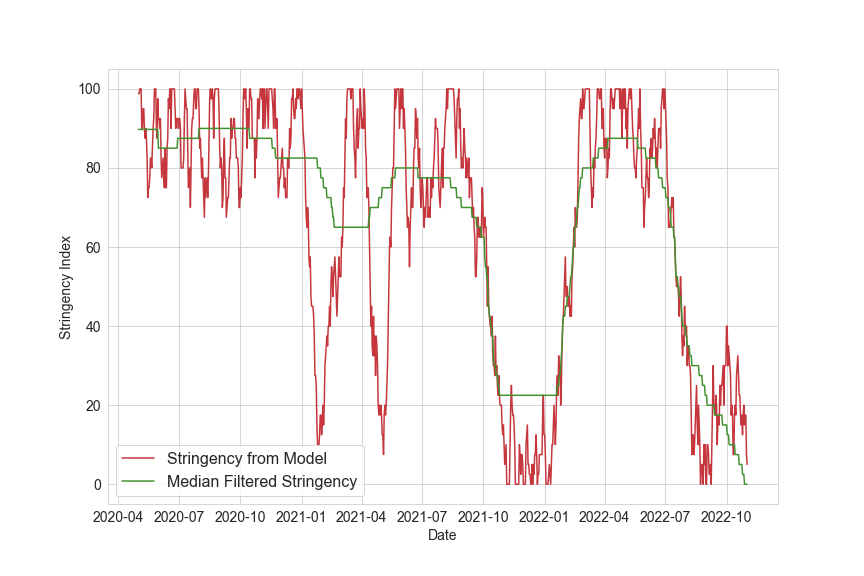 100
80
60
40
20
0
Stringency Index
Stringency from Model
Median Filtered Stringency
2020-04 2020-07 2020-10 2021-01 2021-04 2021-07 2021-10 2022-01 2022-04 2022-07 2022-10
Date